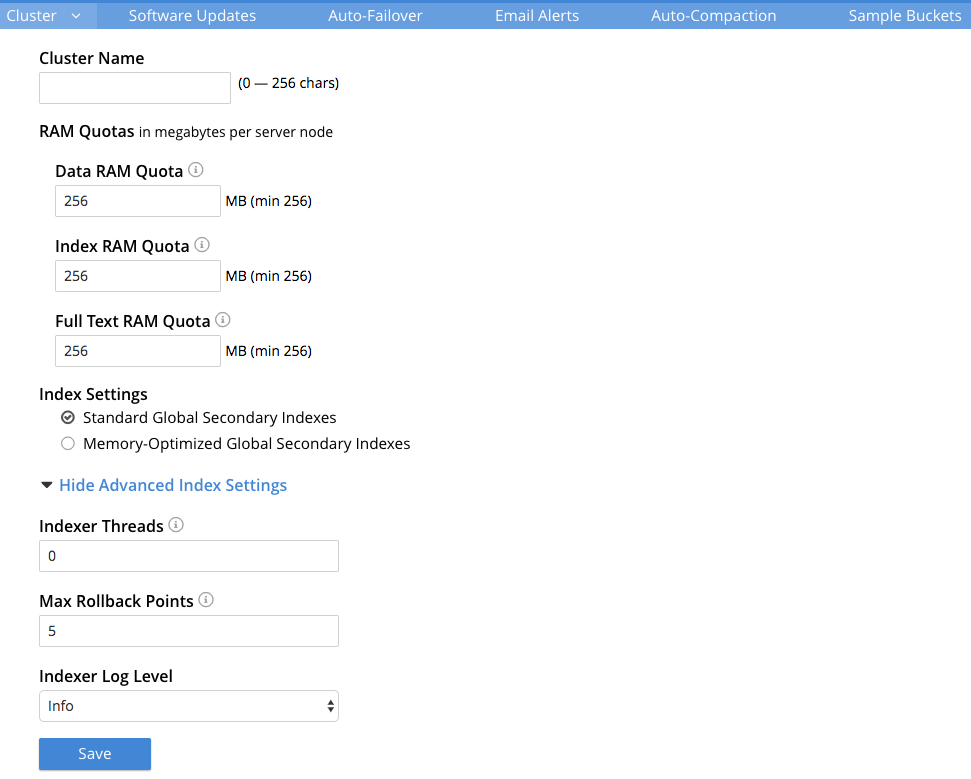 Cluster Software Updates Auto-Failover Email Alerts Auto-Compaction Sample Buckets
Cluster Name
(0 — 256 chars)
RAM Quotas in megabytes per server node
Data RAM Quota
256 MB (min 256)
Index RAM Quota
256 MB (min 256)
Full Text RAM Quota
256 MB (min 256)
Index Settings
Standard Global Secondary Indexes
Memory-Optimized Global Secondary Indexes
Hide Advanced Index Settings
Indexer Threads
0
Max Rollback Points
5
Indexer Log Level
Info
Save